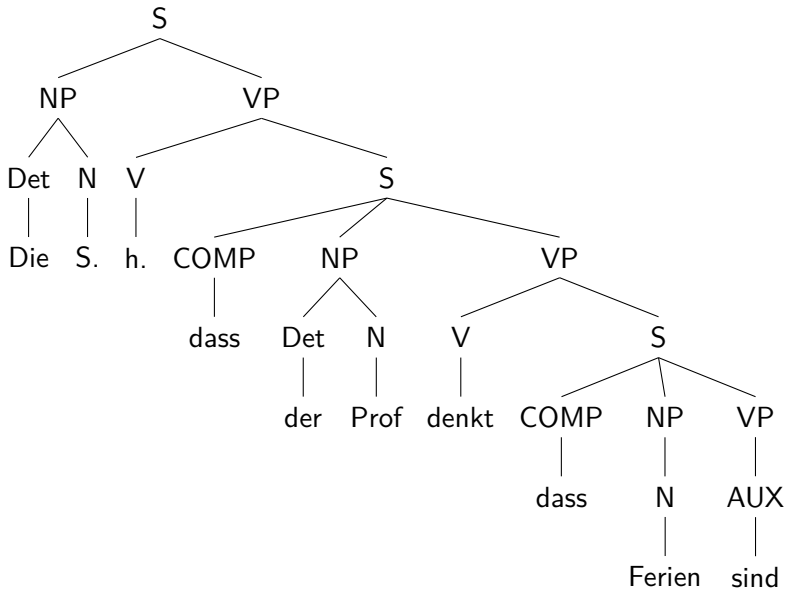 S
NP VP
Det N V S
Die S. h. COMP NP VP
dass Det N V S
der Prof denkt COMP NP VP
dass N AUX
Ferien sind